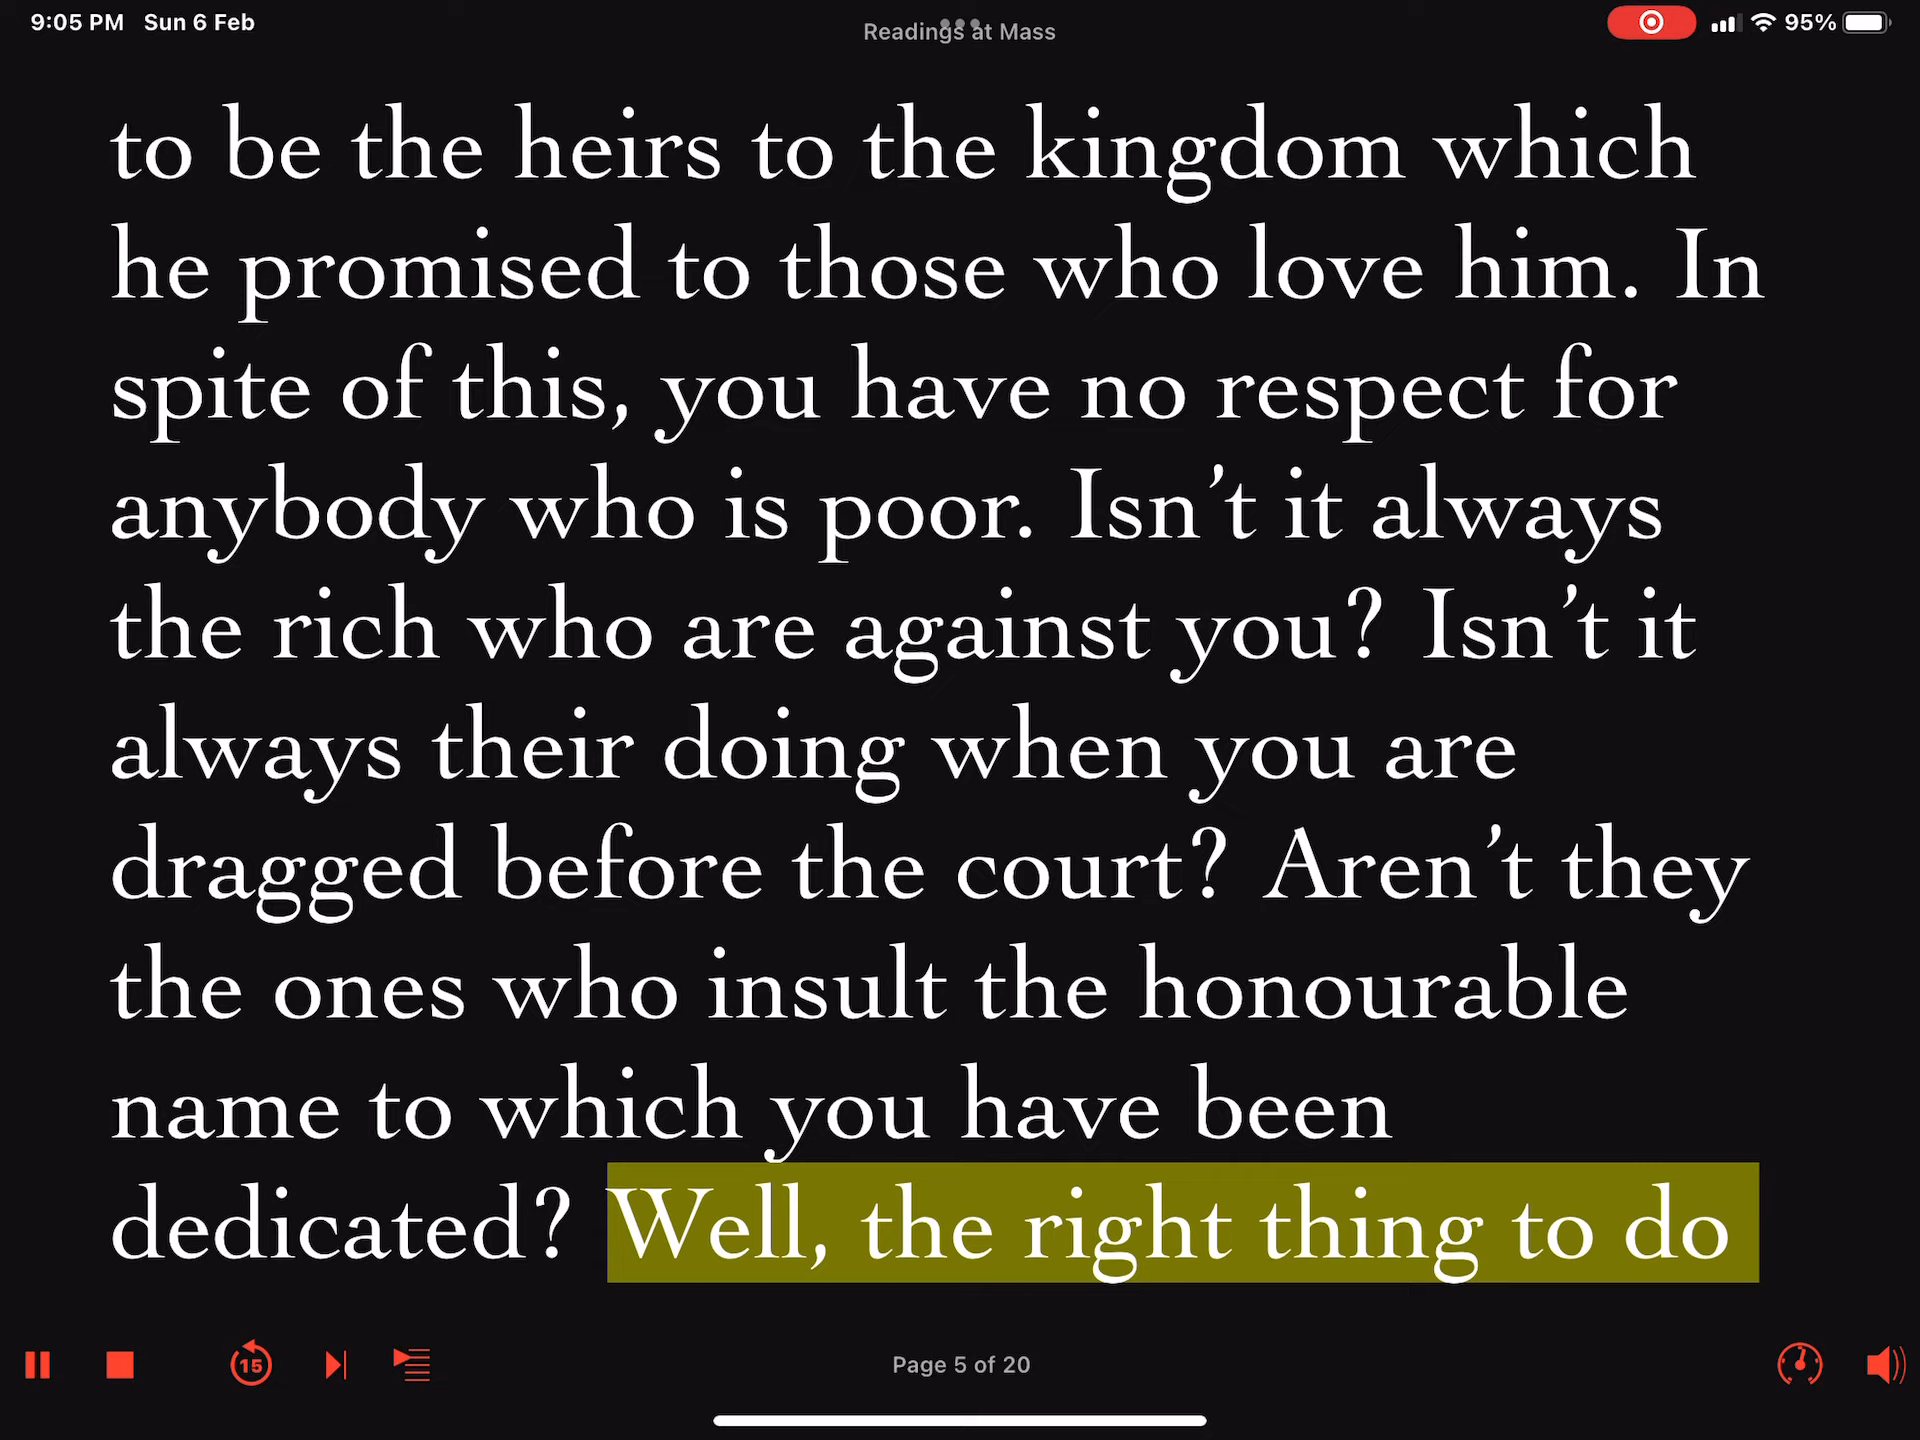 9:05 PM Sun 6 Feb
Readings at Mass
95%
to be the heirs to the kingdom which
he promised to those who love him. In
spite of this, you have no respect for
anybody who is poor. Isn’t it always
the rich who are against you? Isn’t it
always their doing when you are
dragged before the court? Aren’t they
the ones who insult the honourable
name to which you have been
dedicated? Well, the right thing to do
15
Page 5 of 20